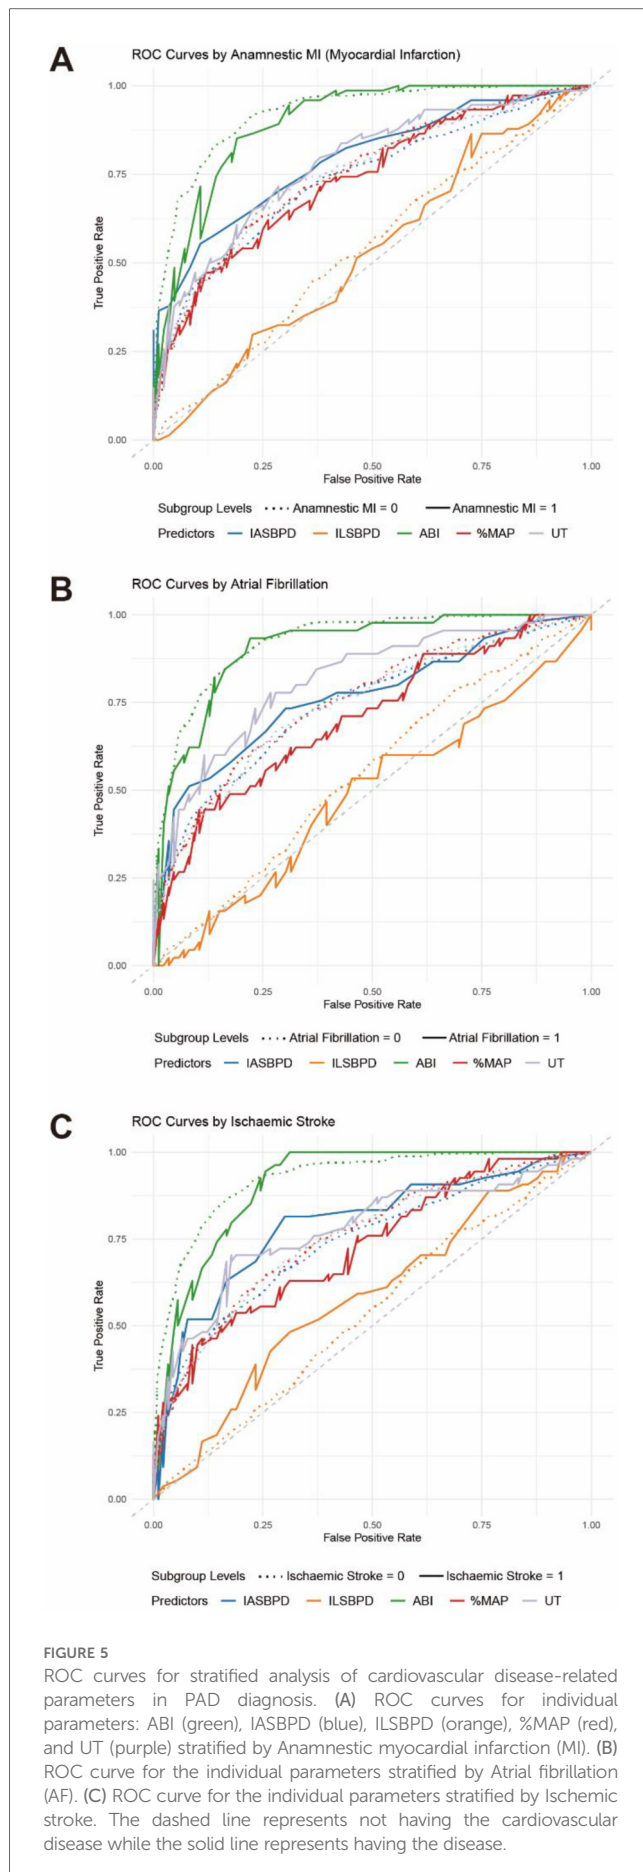 A
ROC Curves by Anamnestic MI (Myocardial Infarction)
1.00
0.75
0.50
0.25
0.00
True Positive Rate
0.00 0.25 0.50 0.75 1.00
False Positive Rate
Subgroup Levels Anamnestic MI = 0 Anamnestic MI = 1
Predictors IASBPD ILSBPD ABI %MAP UT
B
ROC Curves by Atrial Fibrillation
1.00
0.75
0.50
0.25
0.00
True Positive Rate
0.00 0.25 0.50 0.75 1.00
False Positive Rate
Subgroup Levels Atrial Fibrillation = 0 Atrial Fibrillation = 1
Predictors IASBPD ILSBPD ABI %MAP UT
C
ROC Curves by Ischaemic Stroke
1.00
0.75
0.50
0.25
0.00
True Positive Rate
0.00 0.25 0.50 0.75 1.00
False Positive Rate
Subgroup Levels Ischaemic Stroke = 0 Ischaemic Stroke = 1
Predictors IASBPD ILSBPD ABI %MAP UT
FIGURE 5
ROC curves for stratified analysis of cardiovascular disease-related
parameters in PAD diagnosis. (A) ROC curves for individual
parameters: ABI (green), IASBPD (blue), ILSBPD (orange), %MAP (red),
and UT (purple) stratified by Anamnestic myocardial infarction (MI). (B)
ROC curve for the individual parameters stratified by Atrial fibrillation
(AF). (C) ROC curve for the individual parameters stratified by Ischemic
stroke. The dashed line represents not having the cardiovascular
disease while the solid line represents having the disease.